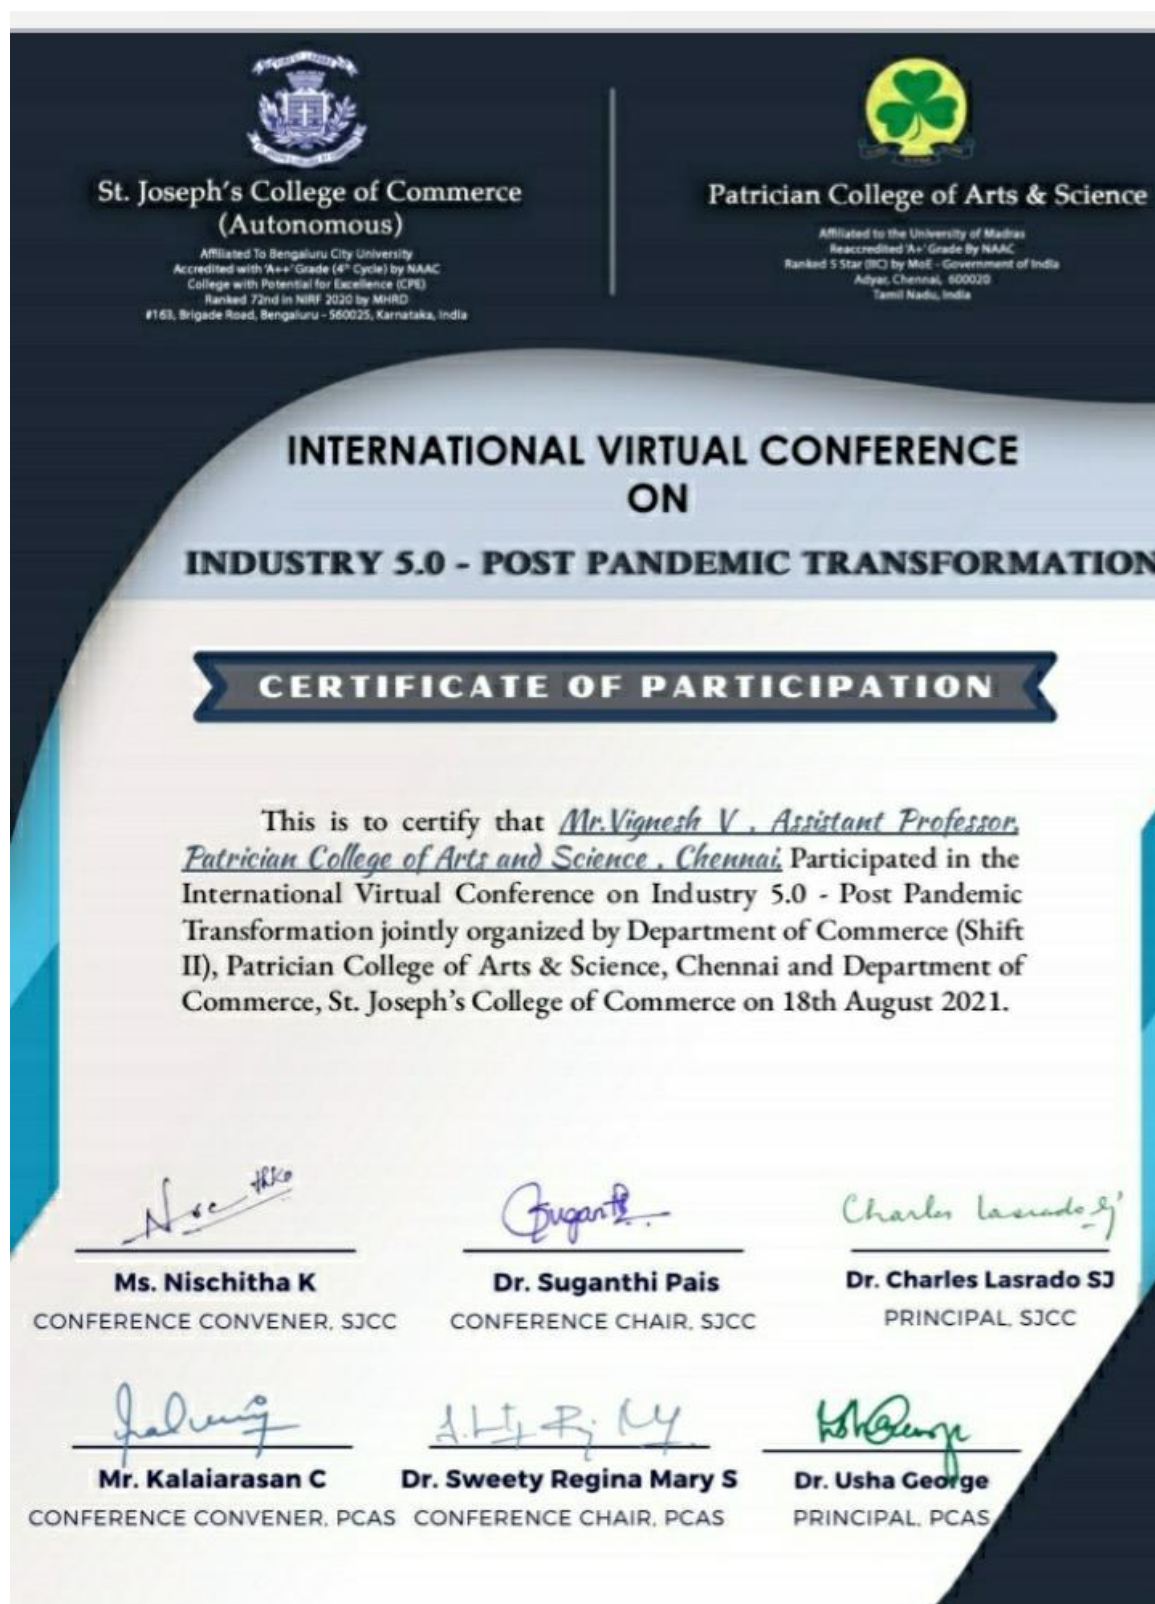 St. Joseph's College of Commerce
(Autonomous)
Affiliated To Bengaluru City University
Accredited with 'A++' Grade (4th Cycle) by NAAC
College with Potential for Excellence (CPE)
Ranked 72nd in NIRF 2020 by MHRD
#163, Brigade Road, Bengaluru - 560025, Karnataka, India
Patrician College of Arts & Science
Affiliated to the University of Madras
Reaccredited 'A+' Grade By NAAC
Ranked 5 Star (IIC) by MoE - Government of India
Adyar, Chennai, 600020
Tamil Nadu, India
INTERNATIONAL VIRTUAL CONFERENCE
ON
INDUSTRY 5.0 - POST PANDEMIC TRANSFORMATION
CERTIFICATE OF PARTICIPATION
This is to certify that Mr.Vignesh V , Assistant Professor,
Patrician College of Arts and Science , Chennai. Participated in the
International Virtual Conference on Industry 5.0 - Post Pandemic
Transformation jointly organized by Department of Commerce (Shift
II), Patrician College of Arts & Science, Chennai and Department of
Commerce, St. Joseph's College of Commerce on 18th August 2021.
Charles Lasrado sj
Ms. Nischitha K
CONFERENCE CONVENER, SJCC
Dr. Suganthi Pais
CONFERENCE CHAIR, SJCC
Dr. Charles Lasrado SJ
PRINCIPAL, SJCC
Mr. Kalaiarasan C
CONFERENCE CONVENER, PCAS
Dr. Sweety Regina Mary S
CONFERENCE CHAIR, PCAS
Dr. Usha George
PRINCIPAL, PCAS